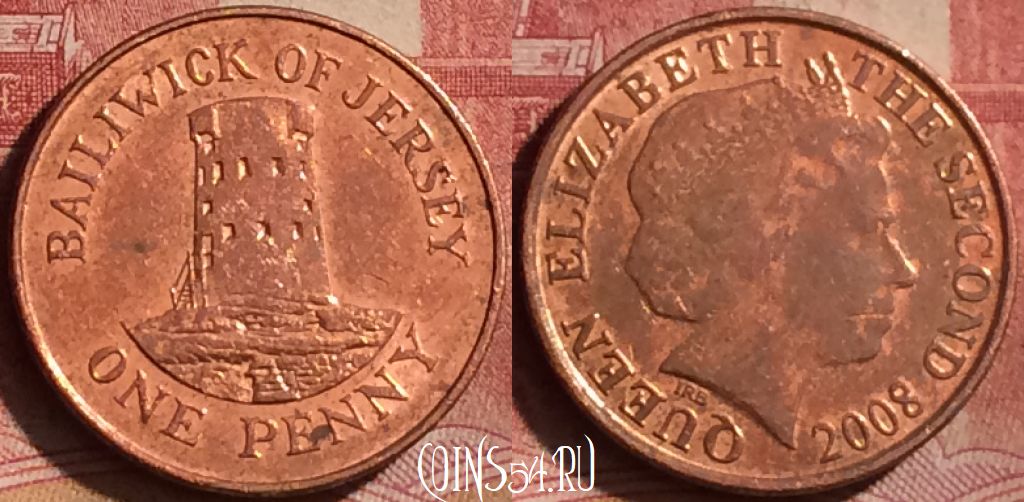 BAILIWICK OF JERSEY
ONE PENNY
QUEEN ELIZABETH THE SECOND
2008
IRB
COINS54.RU